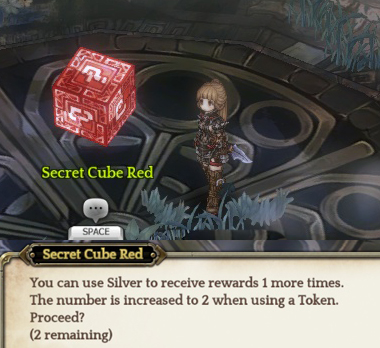 Secret Cube Red
SPACE
Secret Cube Red
You can use Silver to receive rewards 1 more times.
The number is increased to 2 when using a Token.
Proceed?
(2 remaining)